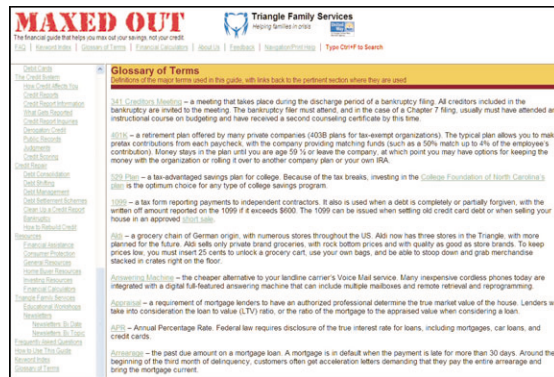 MAXED OUT
The financial guide that helps you max out your savings, not your credit.
Triangle Family Services
Helping families in crisis
FAQ | Keyword Index | Glossary of Terms | Financial Calculators | About Us | Feedback | Navigation/Print Help | Type Ctrl+F to Search
Debit Cards
The Credit System
How Credit Affects You
Credit Reports
Credit Report Information
What Gets Reported
Credit Report Inquiries
Derogatory Credit
Public Records
Judgments
Credit Scoring
Credit Repair
Debt Consolidation
Debt Shifting
Debt Management
Debt Settlement Schemes
Clean Up a Credit Report
Bankruptcy
How to Rebuild Credit
Resources
Financial Assistance
Consumer Protection
General Resources
Home Buyer Resources
Investing Resources
Financial Calculators
Triangle Family Services
Educational Workshops
Newsletters
Newsletters: By Date
Newsletters: By Topic
Frequently Asked Questions
How to Use This Guide
Keyword Index
Glossary of Terms
Glossary of Terms
Definitions of the major terms used in this guide, with links back to the pertinent section where they are used
341 Creditors Meeting – a meeting that takes place during the discharge period of a bankruptcy filing. All creditors included in the
bankruptcy are invited to the meeting. The bankruptcy filer must attend, and in the case of a Chapter 7 filing, usually must have attended an
instructional course on budgeting and have received a second counseling certificate by this time.
401K – a retirement plan offered by many private companies (403B plans for tax-exempt organizations). The typical plan allows you to make
pretax contributions from each paycheck, with the company providing matching funds (such as a 50% match up to 4% of the employee's
contribution). Money stays in the plan until you are age 59 ½ or leave the company, at which point you may have options for keeping the
money with the organization or rolling it over to another company plan or your own IRA.
529 Plan – a tax-advantaged savings plan for college. Because of the tax breaks, investing in the College Foundation of North Carolina's
plan is the optimum choice for any type of college savings program.
1099 – a tax form reporting payments to independent contractors. It is also used when a debt is completely or partially forgiven, with the
written off amount reported on the 1099 if it exceeds $600. The 1099 can be issued when settling old credit card debt or when selling your
house in an approved short sale.
Aldi – a grocery chain of German origin, with numerous stores throughout the US. Aldi now has three stores in the Triangle, with more
planned for the future. Aldi sells only private brand groceries, with rock bottom prices and with quality as good as store brands. To keep
prices low, you must insert 25 cents to unlock a grocery cart, use your own bags, and be able to stoop down and grab merchandise
stacked in crates right on the floor.
Answering Machine – the cheaper alternative to your landline carrier's Voice Mail service. Many inexpensive cordless phones today are
integrated with a digital full-featured answering machine that can include multiple mailboxes and remote retrieval and reprogramming.
Appraisal – a requirement of mortgage lenders to have an authorized professional determine the true market value of the house. Lenders wi
take into consideration the loan to value (LTV) ratio, or the ratio of the mortgage to the appraised value when considering a loan.
APR – Annual Percentage Rate. Federal law requires disclosure of the true interest rate for loans, including mortgages, car loans, and
credit cards.
Arrearage – the past due amount on a mortgage loan. A mortgage is in default when the payment is late for more than 30 days. Around the
beginning of the third month of delinquency, customers often get acceleration letters demanding that they pay the entire arrearage and
bring the mortgage current.